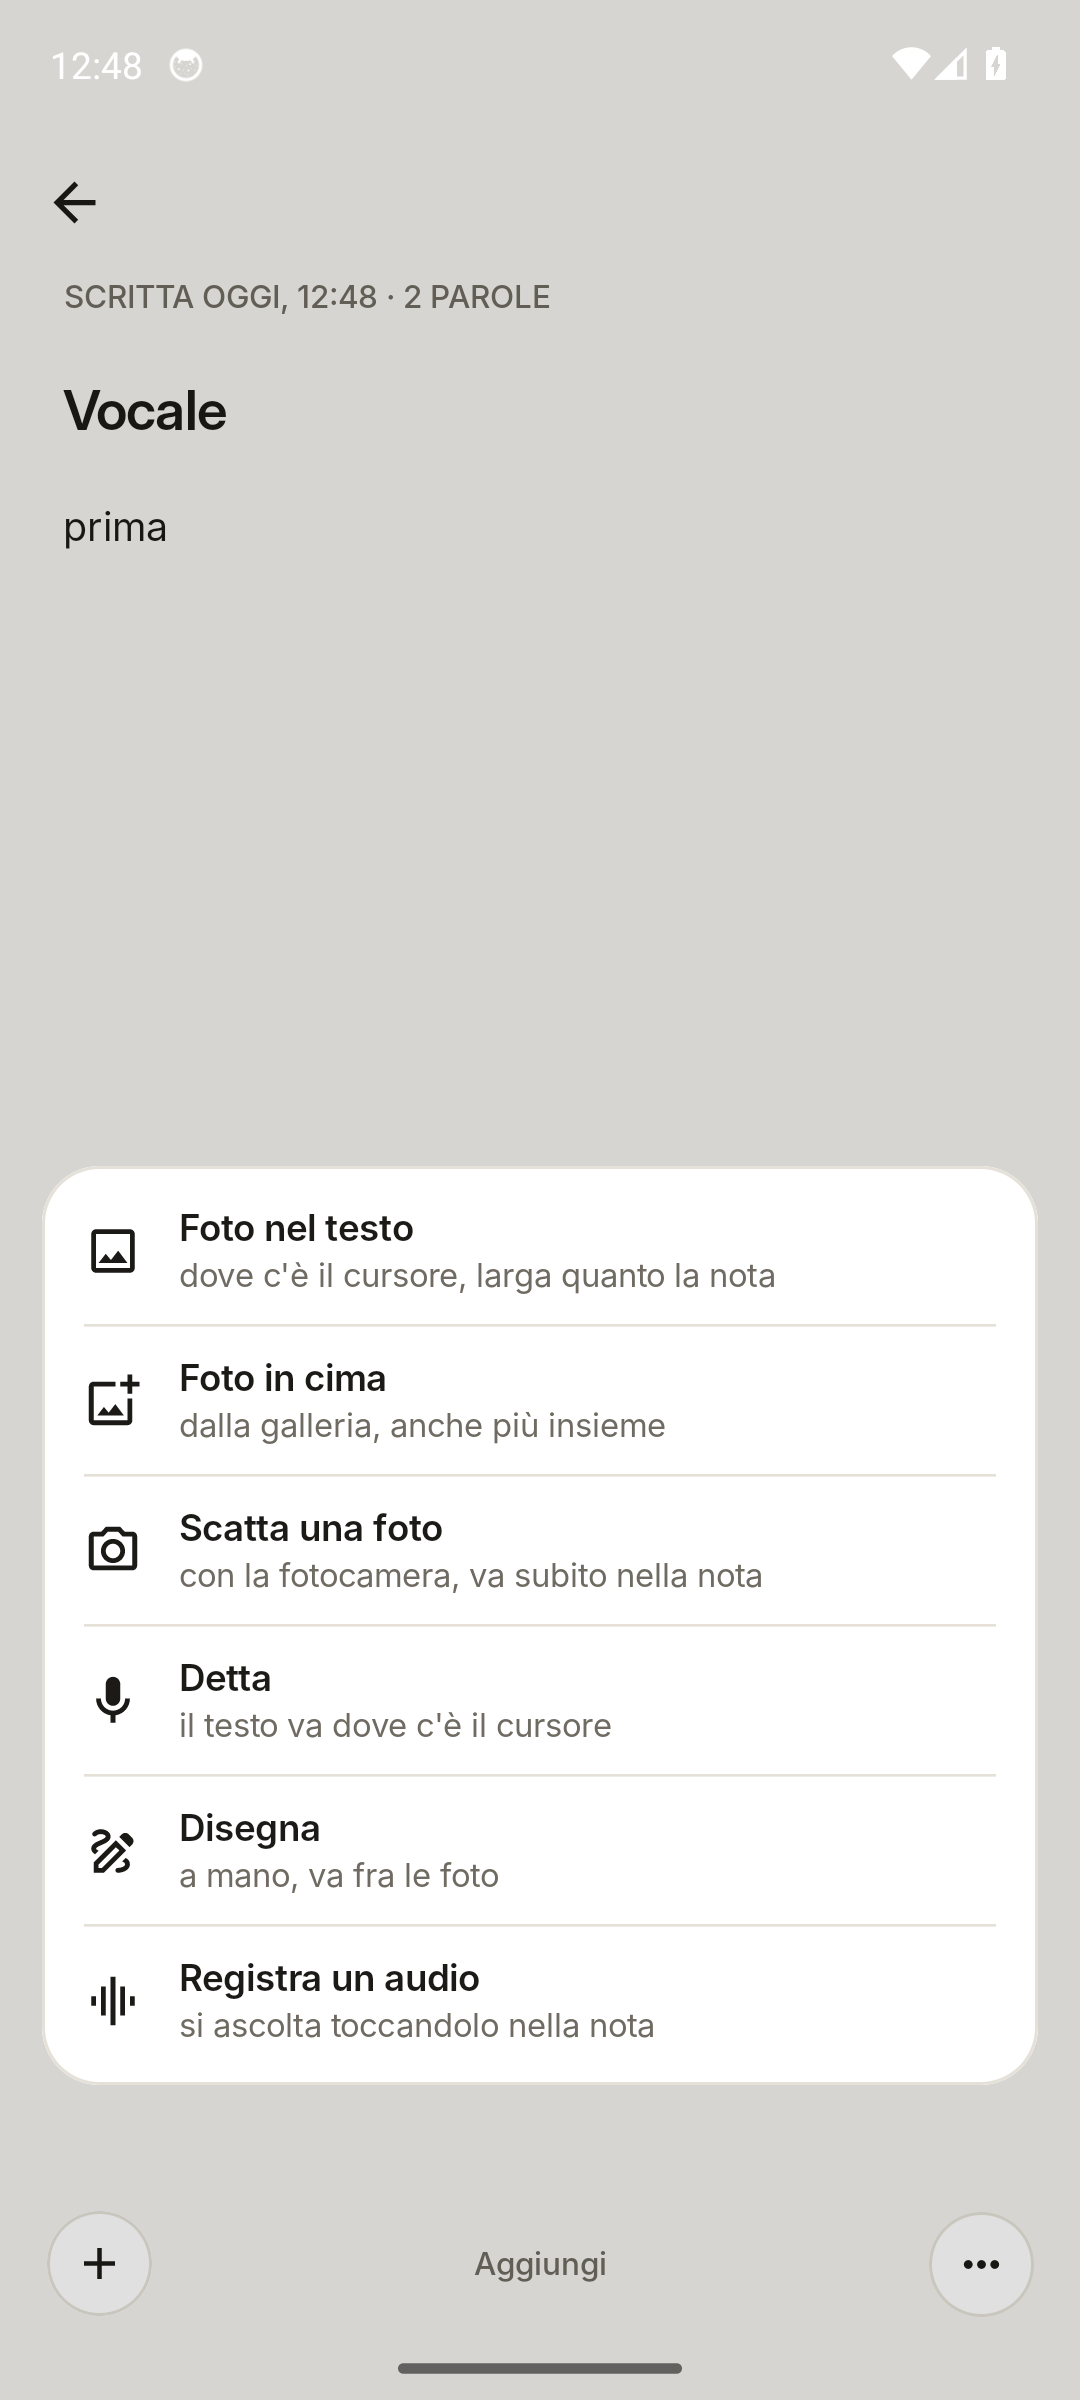 12:48
SCRITTA OGGI, 12:48 · 2 PAROLE
Vocale
prima
Foto nel testo
dove c'è il cursore, larga quanto la nota
Foto in cima
dalla galleria, anche più insieme
Scatta una foto
con la fotocamera, va subito nella nota
Detta
il testo va dove c'è il cursore
Disegna
a mano, va fra le foto
Registra un audio
si ascolta toccandolo nella nota
Aggiungi